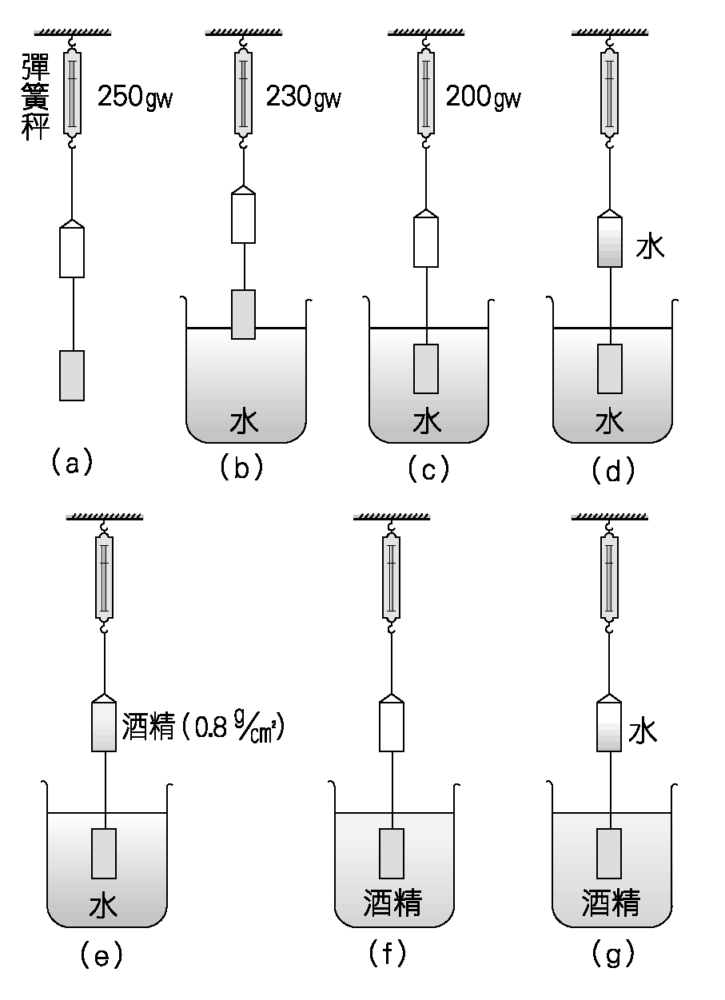 彈簧秤
250gw
230gw
200gw
水
水
水
水
(a)
(b)
(c)
(d)
酒精(0.8 g/cm²)
水
水
酒精
酒精
(e)
(f)
(g)